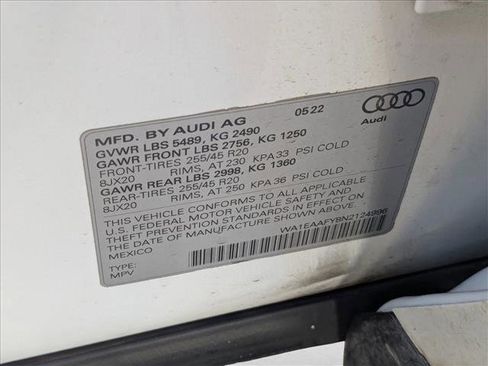 MFD. BY AUDI AG 05.22
GVWR LBS 5489, KG 2490
GAWR FRONT LBS 2756, KG 1250
FRONT-TIRES 255/45 R20
8JX20 RIMS, AT 230 KPA 33 PSI COLD
GAWR REAR LBS 2998, KG 1360
REAR-TIRES 255/45 R20
8JX20 RIMS, AT 250 KPA 36 PSI COLD
THIS VEHICLE CONFORMS TO ALL APPLICABLE
U.S. FEDERAL MOTOR VEHICLE SAFETY AND
THEFT PREVENTION STANDARDS IN EFFECT ON
THE DATE OF MANUFACTURE SHOWN ABOVE.
MEXICO
WA1EAAFY8N2124996
TYPE:
MPV
Audi